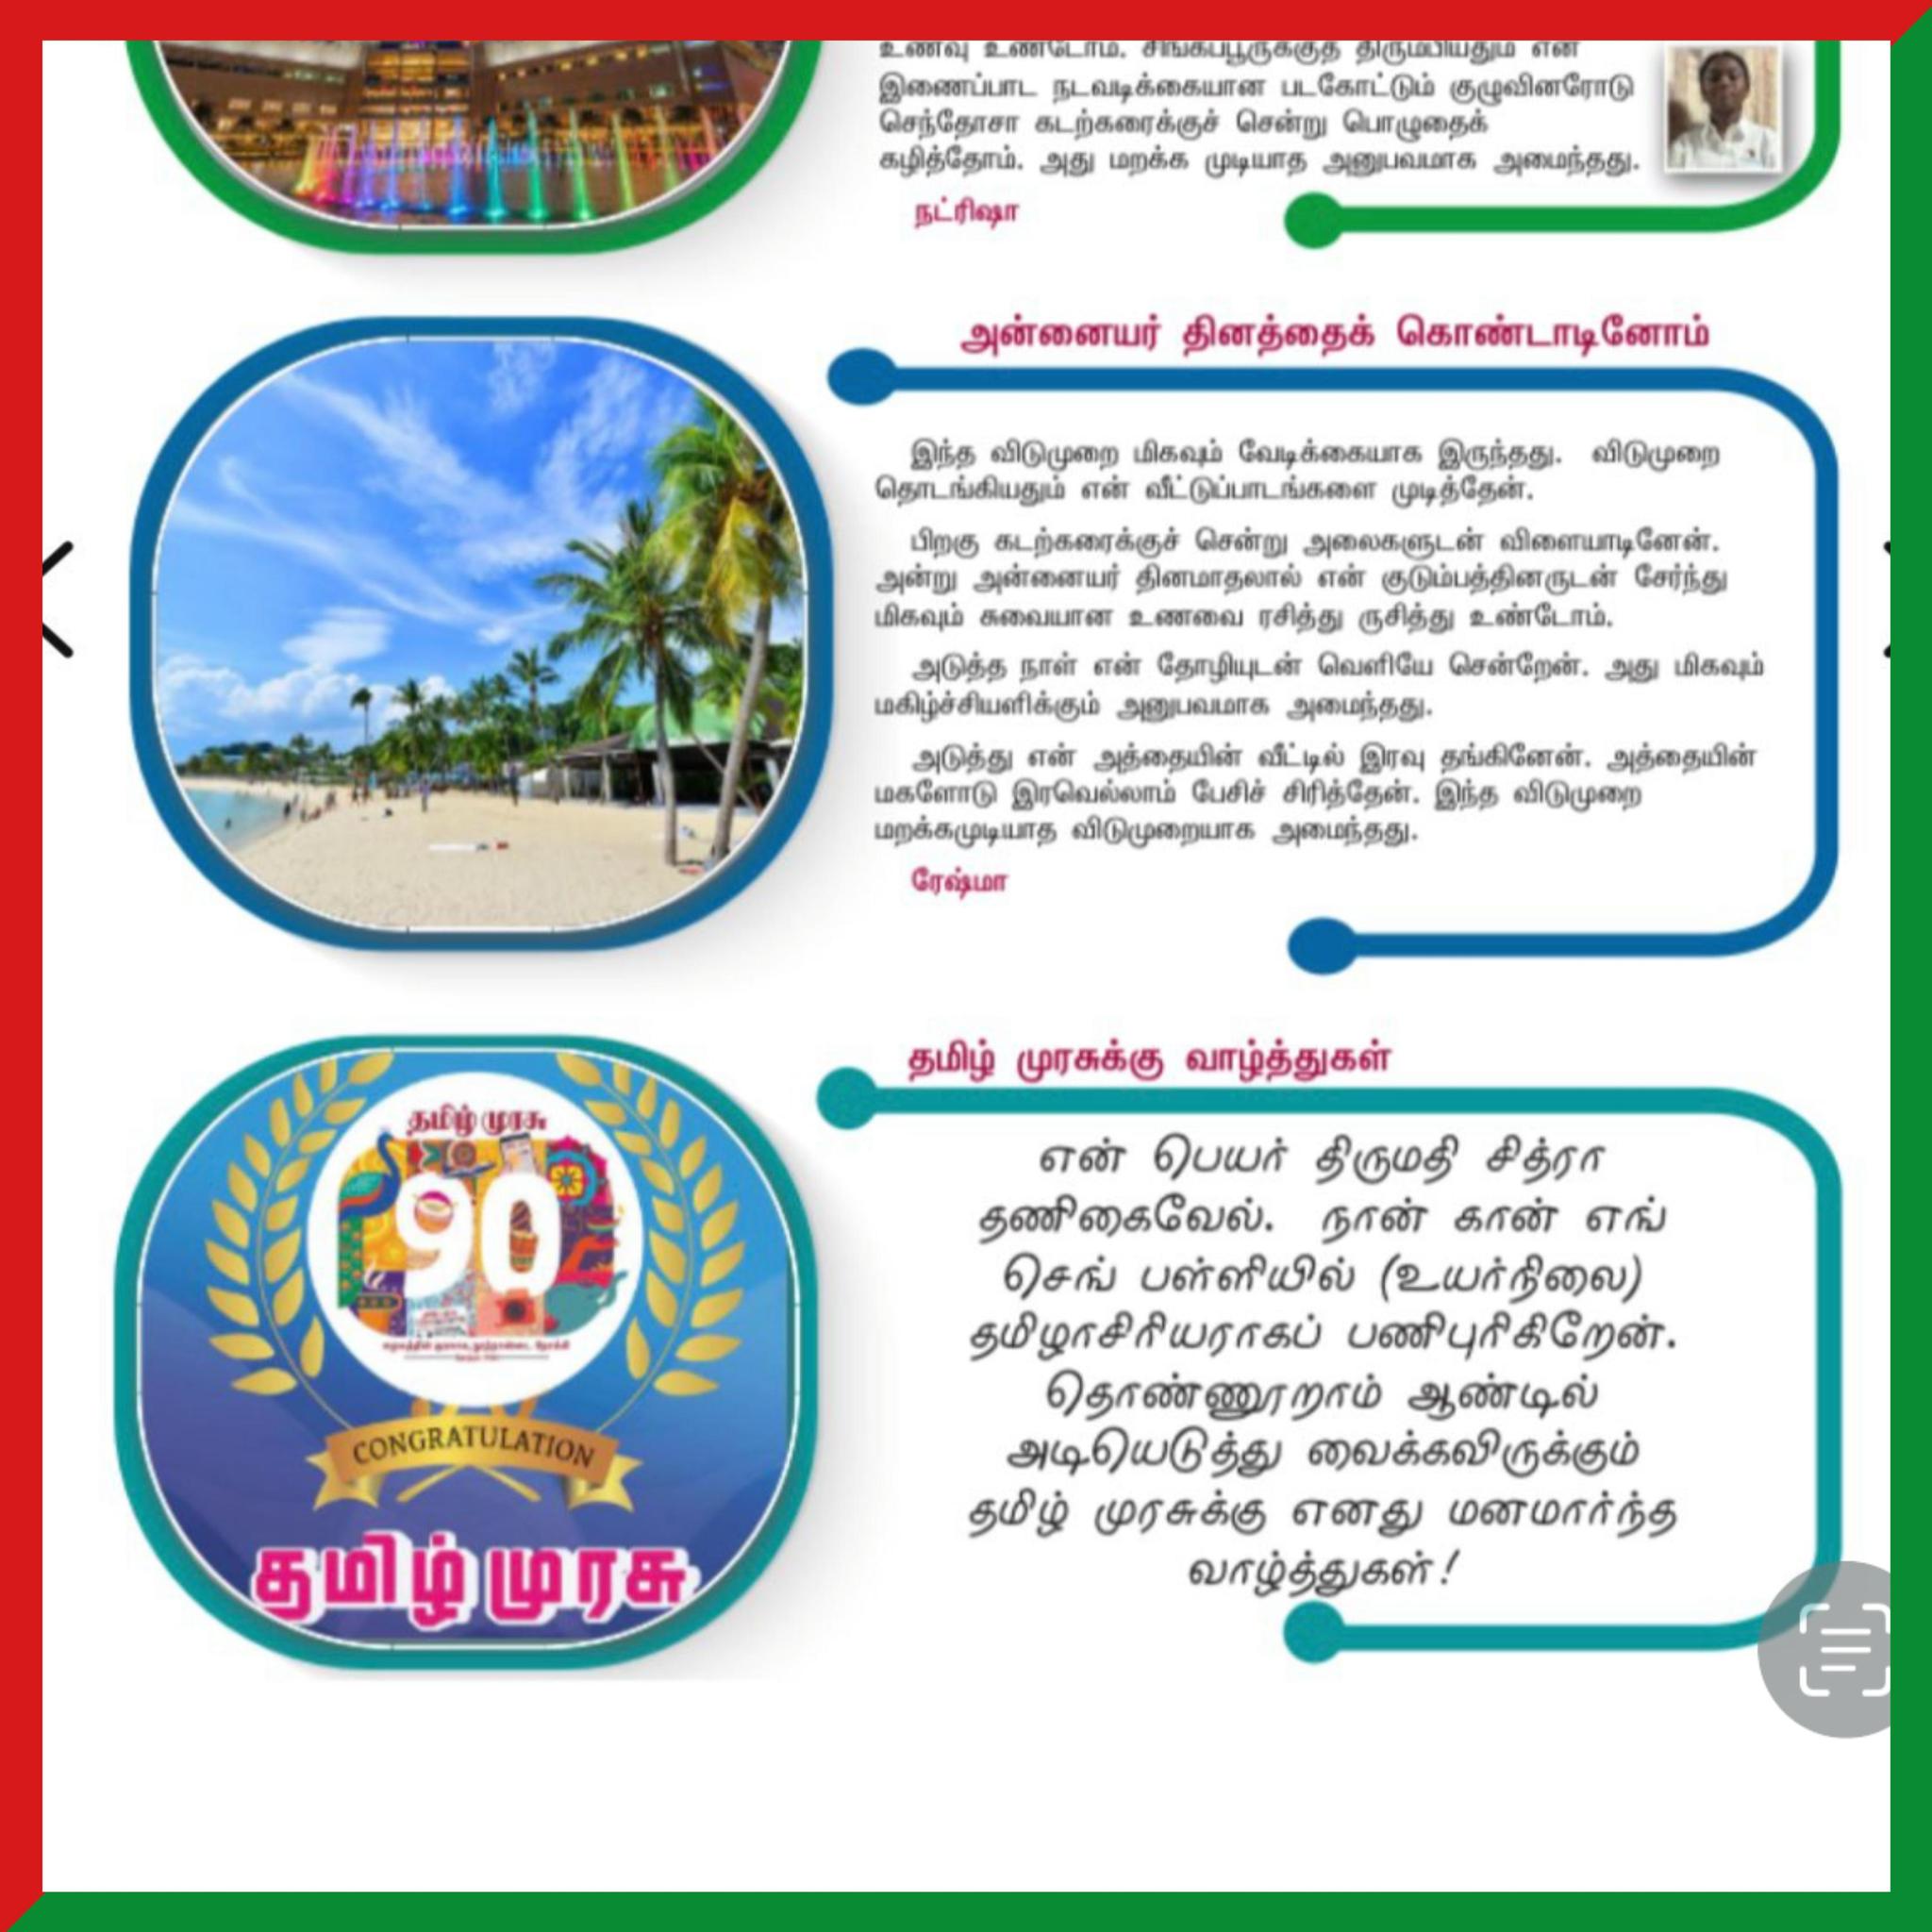 உணவு உண்டோம். சிங்கப்பூருக்குத் திரும்பியதும் என்
இணைப்பாட நடவடிக்கையான படகோட்டும் குழுவினரோடு
செந்தோசா கடற்கரைக்குச் சென்று பொழுதைக்
கழித்தோம். அது மறக்க முடியாத அனுபவமாக அமைந்தது.
நட்ரிஷா
அன்னையர் தினத்தைக் கொண்டாடினோம்
இந்த விடுமுறை மிகவும் வேடிக்கையாக இருந்தது. விடுமுறை
தொடங்கியதும் என் வீட்டுப்பாடங்களை முடித்தேன்.
பிறகு கடற்கரைக்குச் சென்று அலைகளுடன் விளையாடினேன்.
அன்று அன்னையர் தினமாதலால் என் குடும்பத்தினருடன் சேர்ந்து
மிகவும் சுவையான உணவை ரசித்து ருசித்து உண்டோம்.
அடுத்த நாள் என் தோழியுடன் வெளியே சென்றேன். அது மிகவும்
மகிழ்ச்சியளிக்கும் அனுபவமாக அமைந்தது.
அடுத்து என் அத்தையின் வீட்டில் இரவு தங்கினேன். அத்தையின்
மகளோடு இரவெல்லாம் பேசிச் சிரித்தேன். இந்த விடுமுறை
மறக்கமுடியாத விடுமுறையாக அமைந்தது.
ரேஷ்மா
தமிழ் முரசு
90
CONGRATULATION
தமிழ் முரசு
தமிழ் முரசுக்கு வாழ்த்துகள்
என் பெயர் திருமதி சித்ரா
தணிகைவேல். நான் கான் எங்
செங் பள்ளியில் (உயர்நிலை)
தமிழாசிரியராகப் பணிபுரிகிறேன்.
தொண்ணூறாம் ஆண்டில்
அடியெடுத்து வைக்கவிருக்கும்
தமிழ் முரசுக்கு எனது மனமார்ந்த
வாழ்த்துகள்!